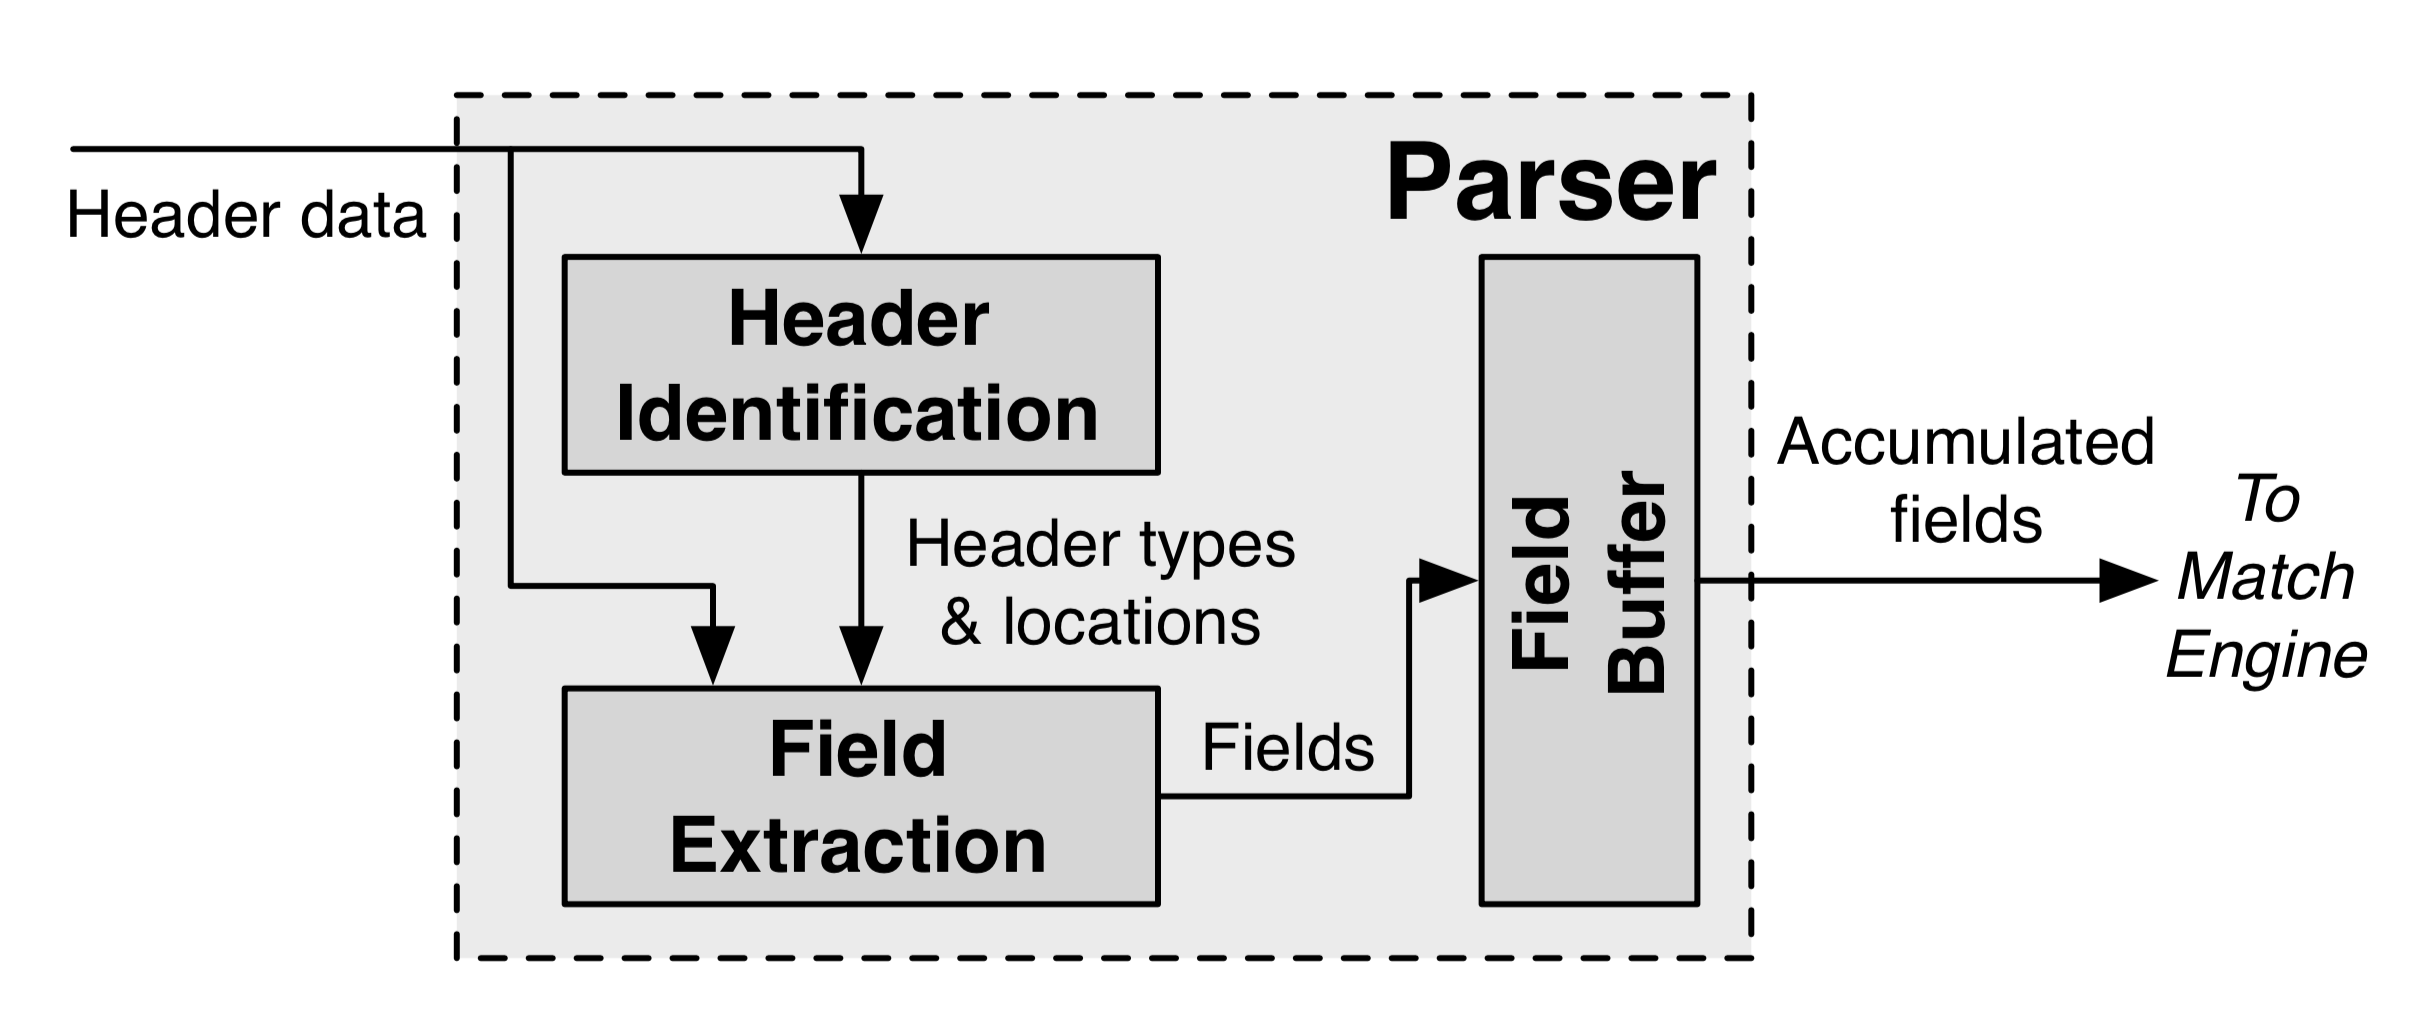 Parser
Header data
Header
Identification
Header types
& locations
Field
Extraction
Fields
Field
Buffer
Accumulated
fields
To
Match
Engine